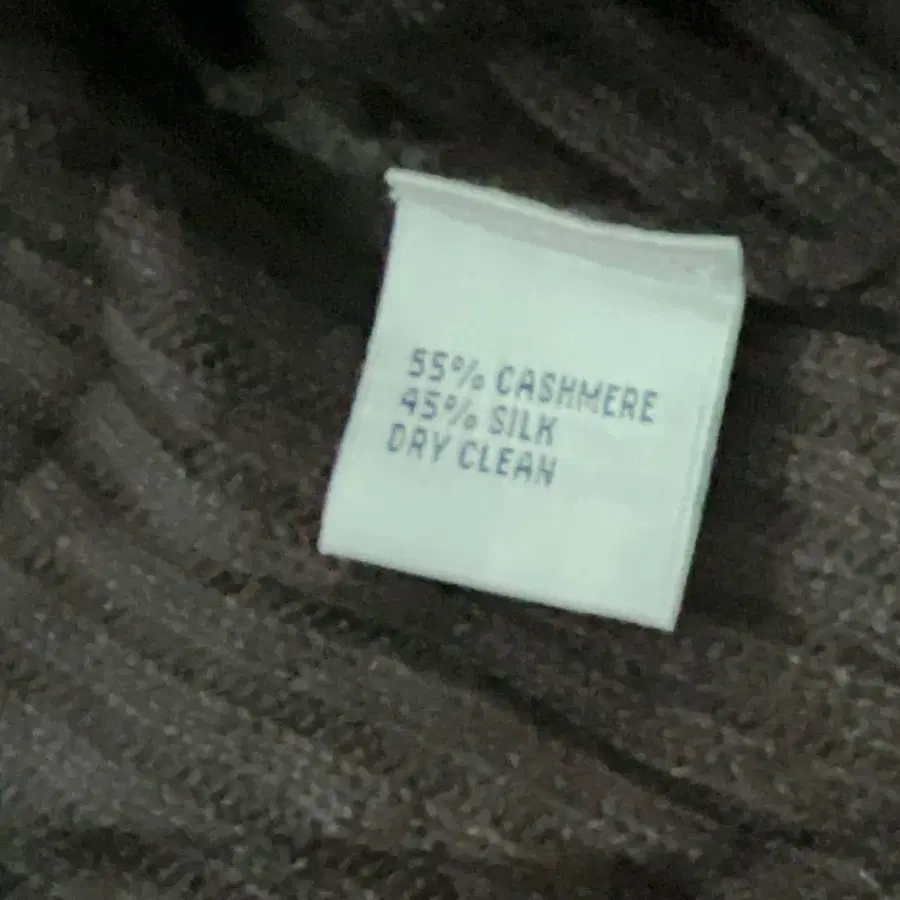 55% CASHMERE
45% SILK
DRY CLEAN